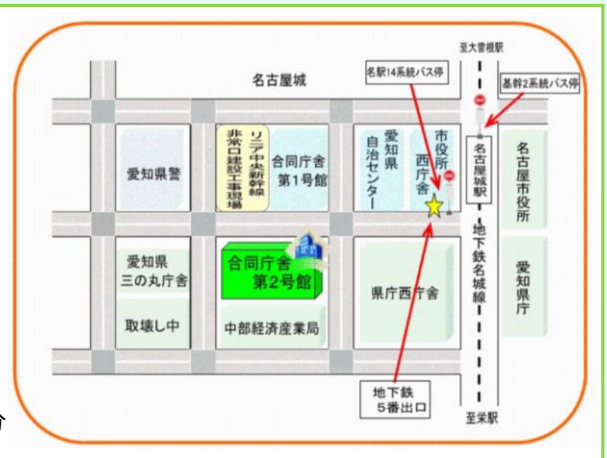 至大曽根駅
名古屋城
名駅14系統バス停
基幹2系統バス停
愛知県警
リニア中央新幹線
非常口建設工事現場
合同庁舎
第1号館
愛知県
自治センター
市役所
西庁舎
名古屋城駅
名古屋市役所
愛知県
三の丸庁舎
合同庁舎
第2号館
県庁西庁舎
地下鉄名城線
愛知県庁
取壊し中
中部経済産業局
地下鉄
5番出口
至栄駅
分